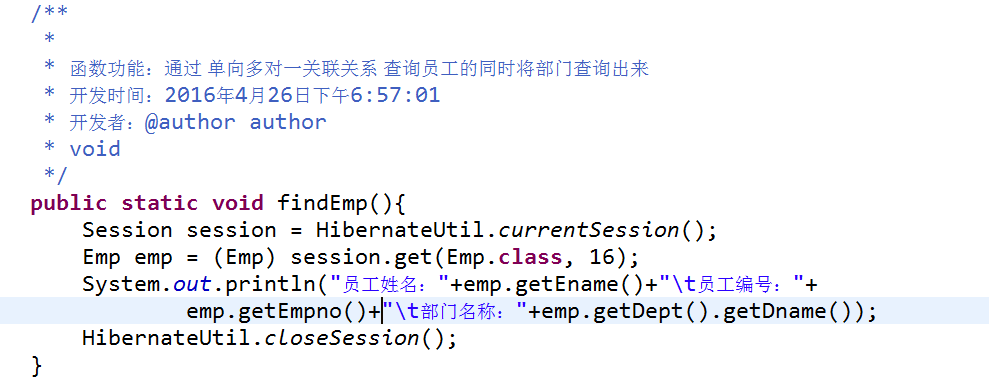 /**
 *
 * 函数功能：通过 单向多对一关联关系 查询员工的同时将部门查询出来
 * 开发时间：2016年4月26日下午6:57:01
 * 开发者：@author author
 * void
 */
public static void findEmp(){
    Session session = HibernateUtil.currentSession();
    Emp emp = (Emp) session.get(Emp.class, 16);
    System.out.println("员工姓名："+emp.getEname()+"\t员工编号："+
            emp.getEmpno()+"\t部门名称："+emp.getDept().getDname());
    HibernateUtil.closeSession();
}